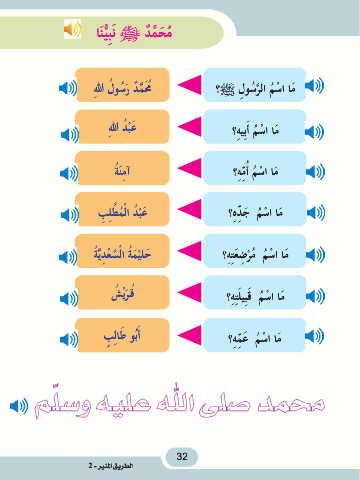 مُحَمَّدٌ ﷺ نَبِيُّنَا
مَا اسْمُ الرَّسُولِ ﷺ؟ مُحَمَّدٌ رَسُولُ اللهِ
مَا اسْمُ أَبِيهِ؟ عَبْدُ اللهِ
مَا اسْمُ أُمِّهِ؟ آمِنَةُ
مَا اسْمُ جَدِّهِ؟ عَبْدُ الْمُطَّلِبِ
مَا اسْمُ مُرْضِعَتِهِ؟ حَلِيْمَةُ السَّعْدِيَّةُ
مَا اسْمُ قَبِيلَتِهِ؟ قُرَيْشٌ
مَا اسْمُ عَمِّهِ؟ أَبُو طَالِبٍ
محمد صلى الله عليه وسلّم
32
الطريق المنير - 2